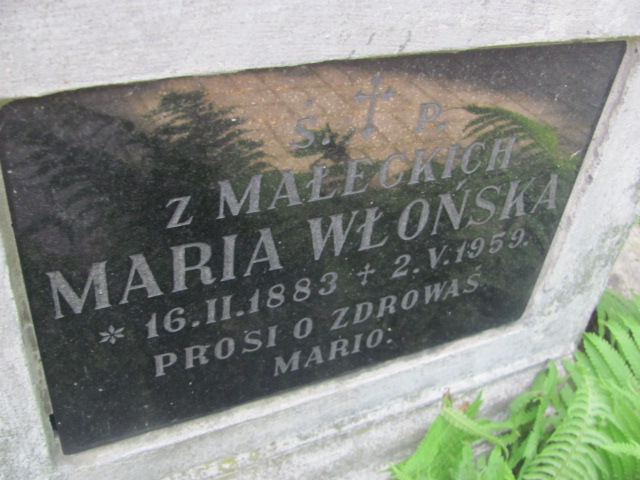 Ś. † P.
Z MAŁECKICH
MARIA WŁOŃSKA
* 16.II.1883 + 2.V.1959.
PROSI O ZDROWAŚ
MARIO.